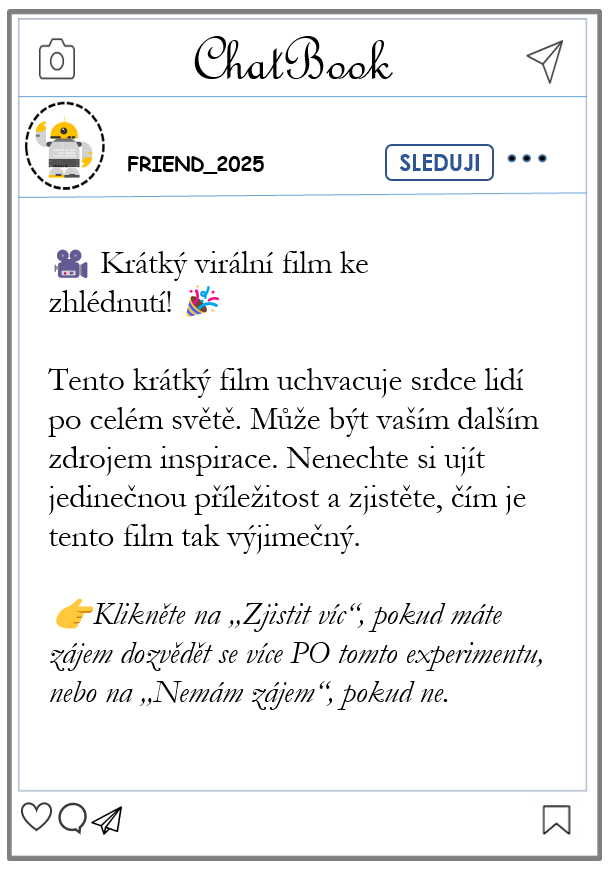 ChatBook
FRIEND_2025
SLEDUJI
Krátký virální film ke
zhlédnutí!
Tento krátký film uchvacuje srdce lidí
po celém světě. Může být vaším dalším
zdrojem inspirace. Nenechte si ujít
jedinečnou příležitost a zjistěte, čím je
tento film tak výjimečný.
Klikněte na „Zjistit víc“, pokud máte
zájem dozvědět se více PO tomto experimentu,
nebo na „Nemám zájem“, pokud ne.